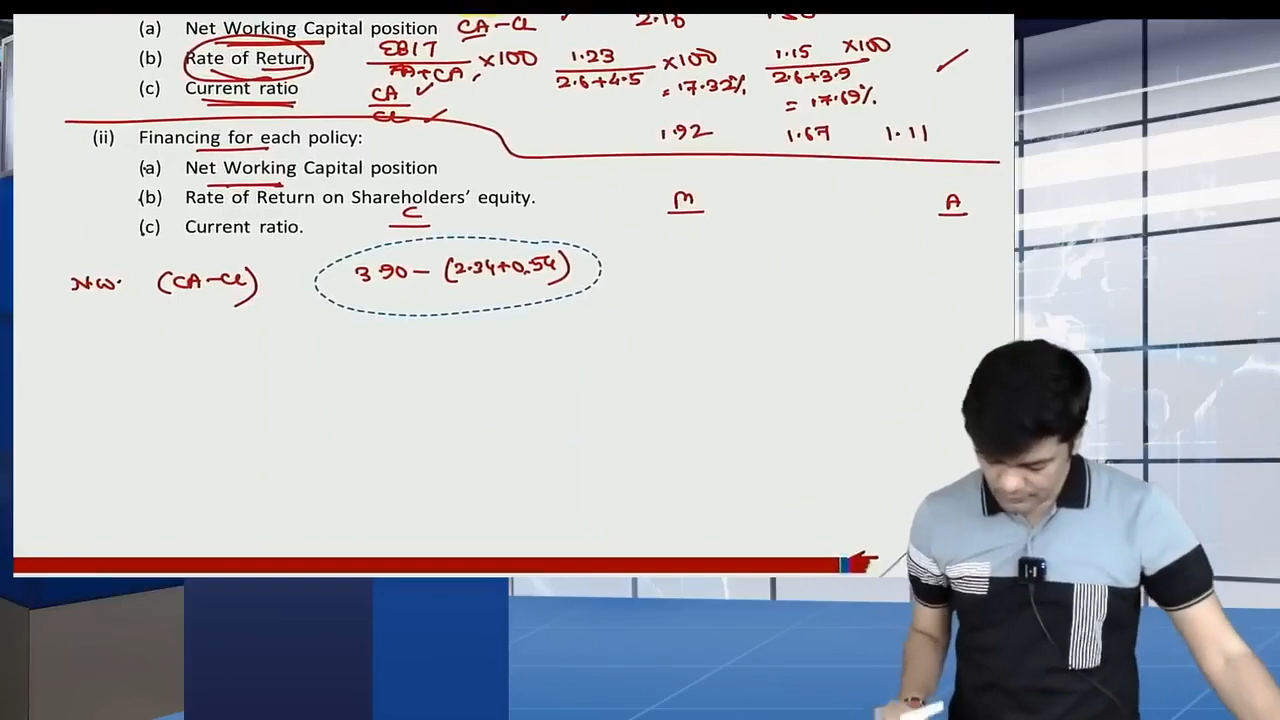 (a) Net Working Capital position CA-CL 2.16
(b) Rate of Return EBIT/FA+CA ×100 1.23/2.6+4.5 ×100 = 17.32% 1.15/2.6+3.9 ×100 = 17.69%
(c) Current ratio CA/CL 1.92 1.67 1.11
(ii) Financing for each policy:
(a) Net Working Capital position
(b) Rate of Return on Shareholders' equity.
(c) Current ratio.
C M A
N.W. (CA-CL) 3.90 - (2.34+0.54)